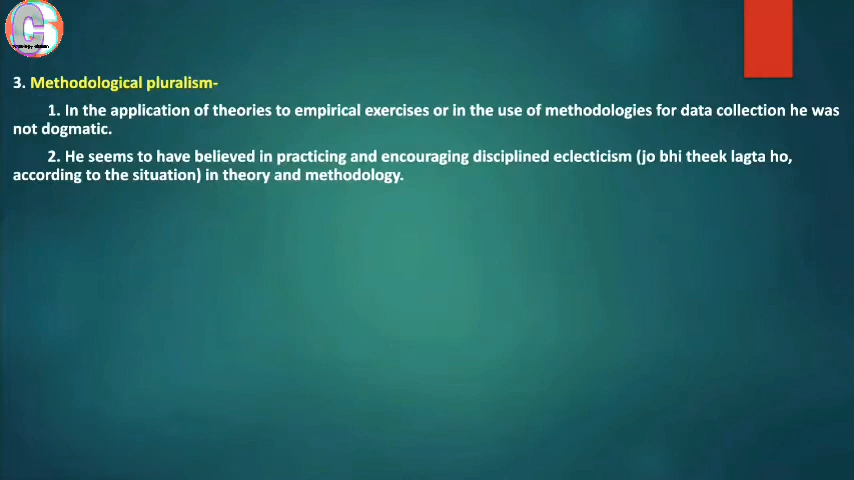 3. Methodological pluralism-
1. In the application of theories to empirical exercises or in the use of methodologies for data collection he was
not dogmatic.
2. He seems to have believed in practicing and encouraging disciplined eclecticism (jo bhi theek lagta ho,
according to the situation) in theory and methodology.